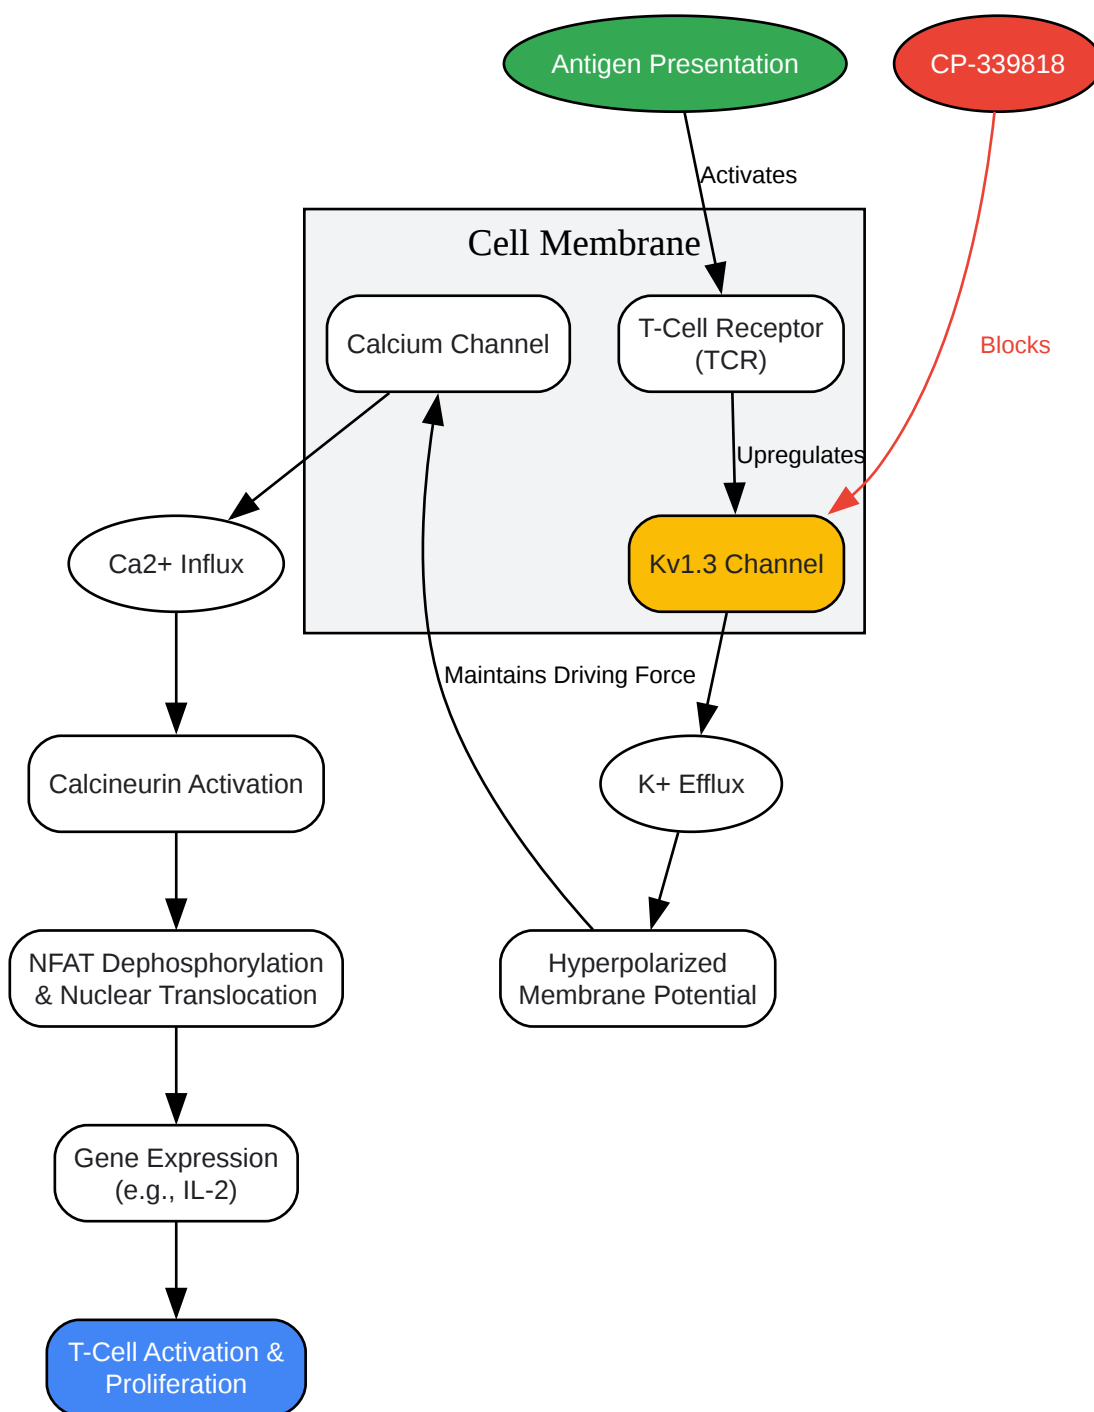 Antigen Presentation
CP-339818
Activates
Cell Membrane
Calcium Channel
T-Cell Receptor
(TCR)
Blocks
Upregulates
Ca2+ Influx
Kv1.3 Channel
Maintains Driving Force
Calcineurin Activation
K+ Efflux
NFAT Dephosphorylation
& Nuclear Translocation
Hyperpolarized
Membrane Potential
Gene Expression
(e.g., IL-2)
T-Cell Activation &
Proliferation